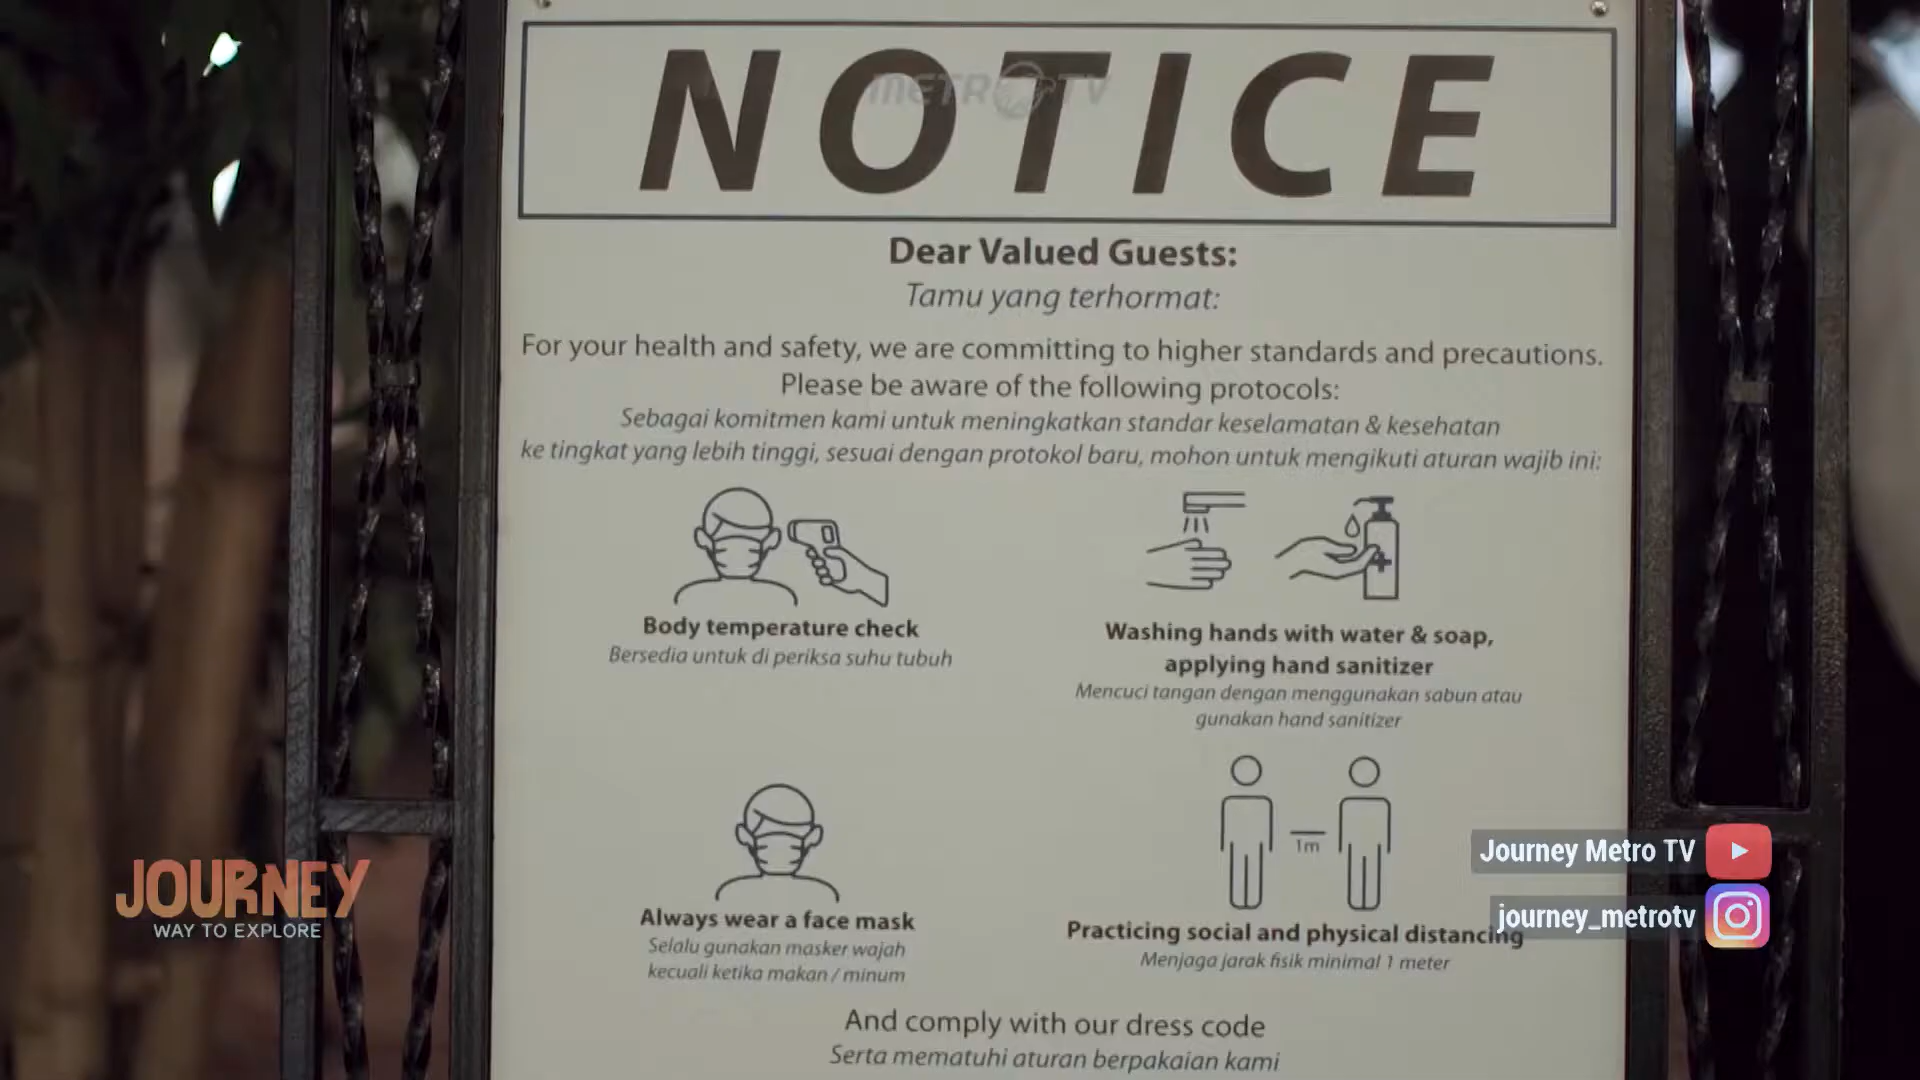 NOTICE
METRO TV
Dear Valued Guests:
Tamu yang terhormat:
For your health and safety, we are committing to higher standards and precautions.
Please be aware of the following protocols:
Sebagai komitmen kami untuk meningkatkan standar keselamatan & kesehatan
ke tingkat yang lebih tinggi, sesuai dengan protokol baru, mohon untuk mengikuti aturan wajib ini:
Body temperature check
Bersedia untuk di periksa suhu tubuh
Washing hands with water & soap,
applying hand sanitizer
Mencuci tangan dengan menggunakan sabun atau
gunakan hand sanitizer
Always wear a face mask
Selalu gunakan masker wajah
kecuali ketika makan / minum
1m
Practicing social and physical distancing
Menjaga jarak fisik minimal 1 meter
And comply with our dress code
Serta mematuhi aturan berpakaian kami
JOURNEY
WAY TO EXPLORE
Journey Metro TV
journey_metrotv